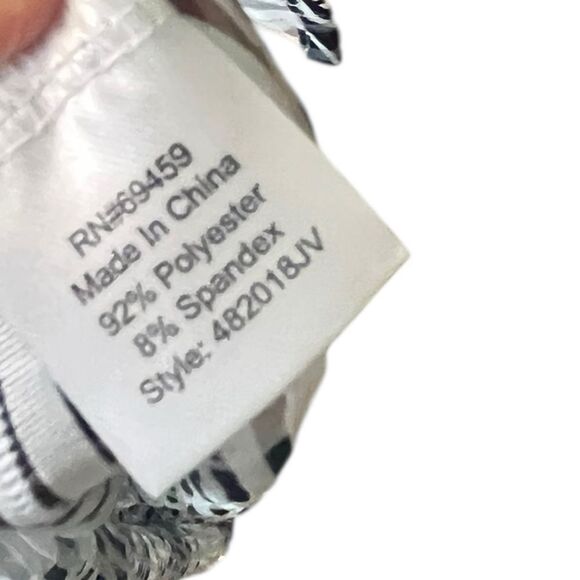 RN#69459
Made In China
92% Polyester
8% Spandex
Style: 482018JV